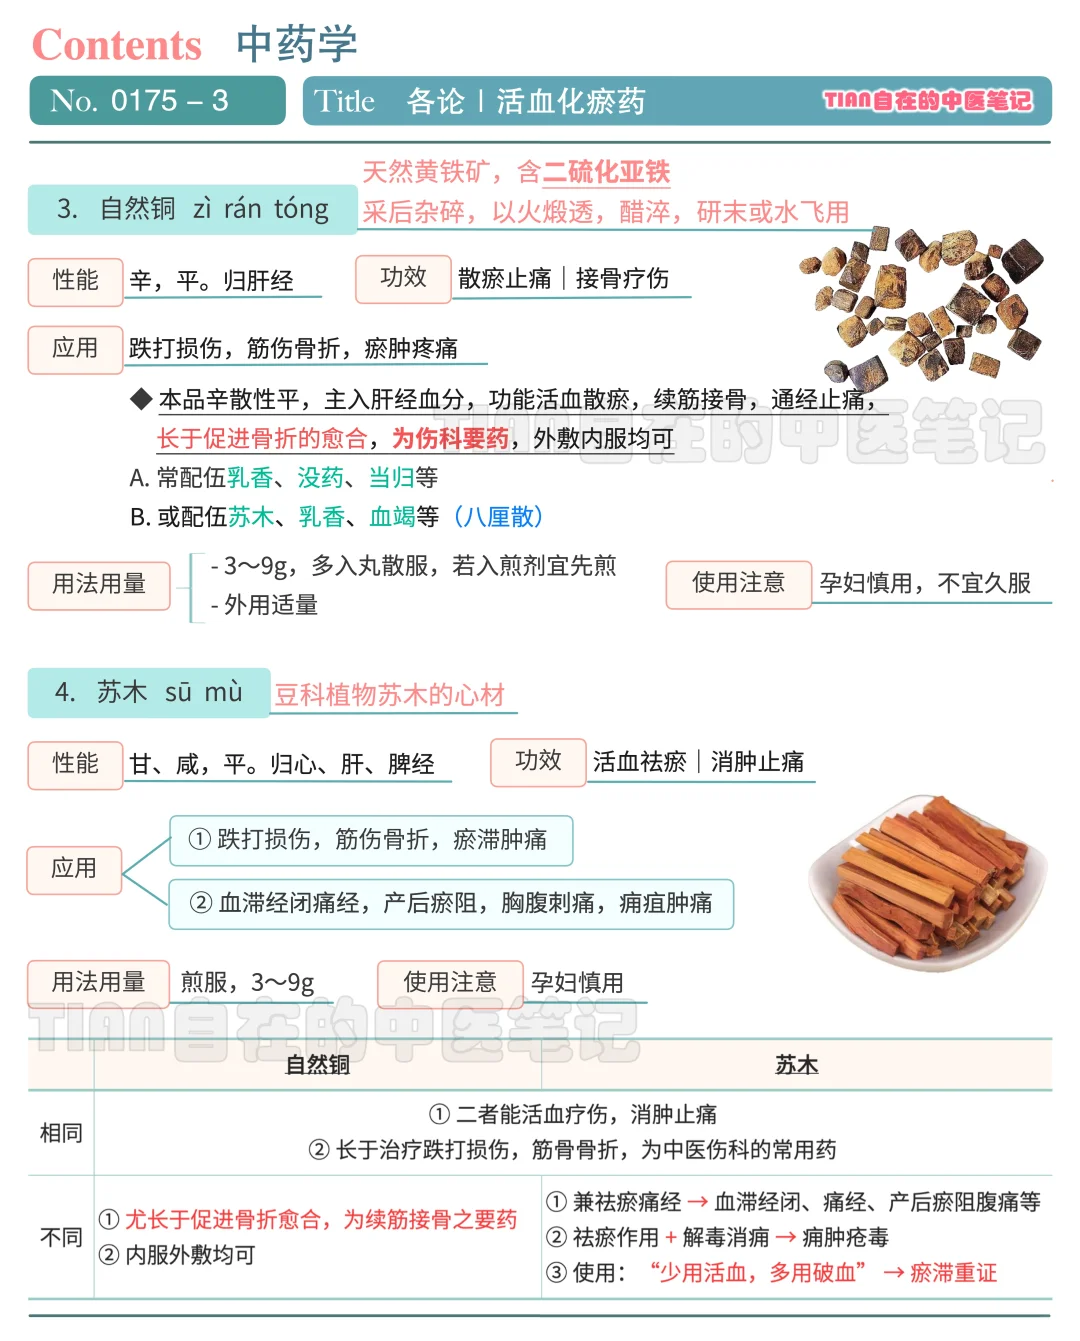 Contents 中药学
No. 0175 – 3
Title 各论 | 活血化瘀药
TIAN自在的中医笔记
天然黄铁矿，含二硫化亚铁
3. 自然铜 zì rán tóng
采后杂碎，以火煅透，醋淬，研末或水飞用
性能 辛，平。归肝经
功效 散瘀止痛｜接骨疗伤
应用 跌打损伤，筋伤骨折，瘀肿疼痛
◆ 本品辛散性平，主入肝经血分，功能活血散瘀，续筋接骨，通经止痛，
长于促进骨折的愈合，为伤科要药，外敷内服均可
TIAN自在的中医笔记
A. 常配伍乳香、没药、当归等
B. 或配伍苏木、乳香、血竭等（八厘散）
用法用量
- 3～9g，多入丸散服，若入煎剂宜先煎
- 外用适量
使用注意 孕妇慎用，不宜久服
4. 苏木 sū mù
豆科植物苏木的心材
性能 甘、咸，平。归心、肝、脾经
功效 活血祛瘀｜消肿止痛
应用
① 跌打损伤，筋伤骨折，瘀滞肿痛
② 血滞经闭痛经，产后瘀阻，胸腹刺痛，痈疽肿痛
用法用量 煎服，3～9g
使用注意 孕妇慎用
TIAN自在的中医笔记
自然铜 苏木
相同
① 二者能活血疗伤，消肿止痛
② 长于治疗跌打损伤，筋骨骨折，为中医伤科的常用药
不同
① 尤长于促进骨折愈合，为续筋接骨之要药
② 内服外敷均可
① 兼祛瘀痛经 → 血滞经闭、痛经、产后瘀阻腹痛等
② 祛瘀作用 + 解毒消痈 → 痈肿疮毒
③ 使用：“少用活血，多用破血” → 瘀滞重证